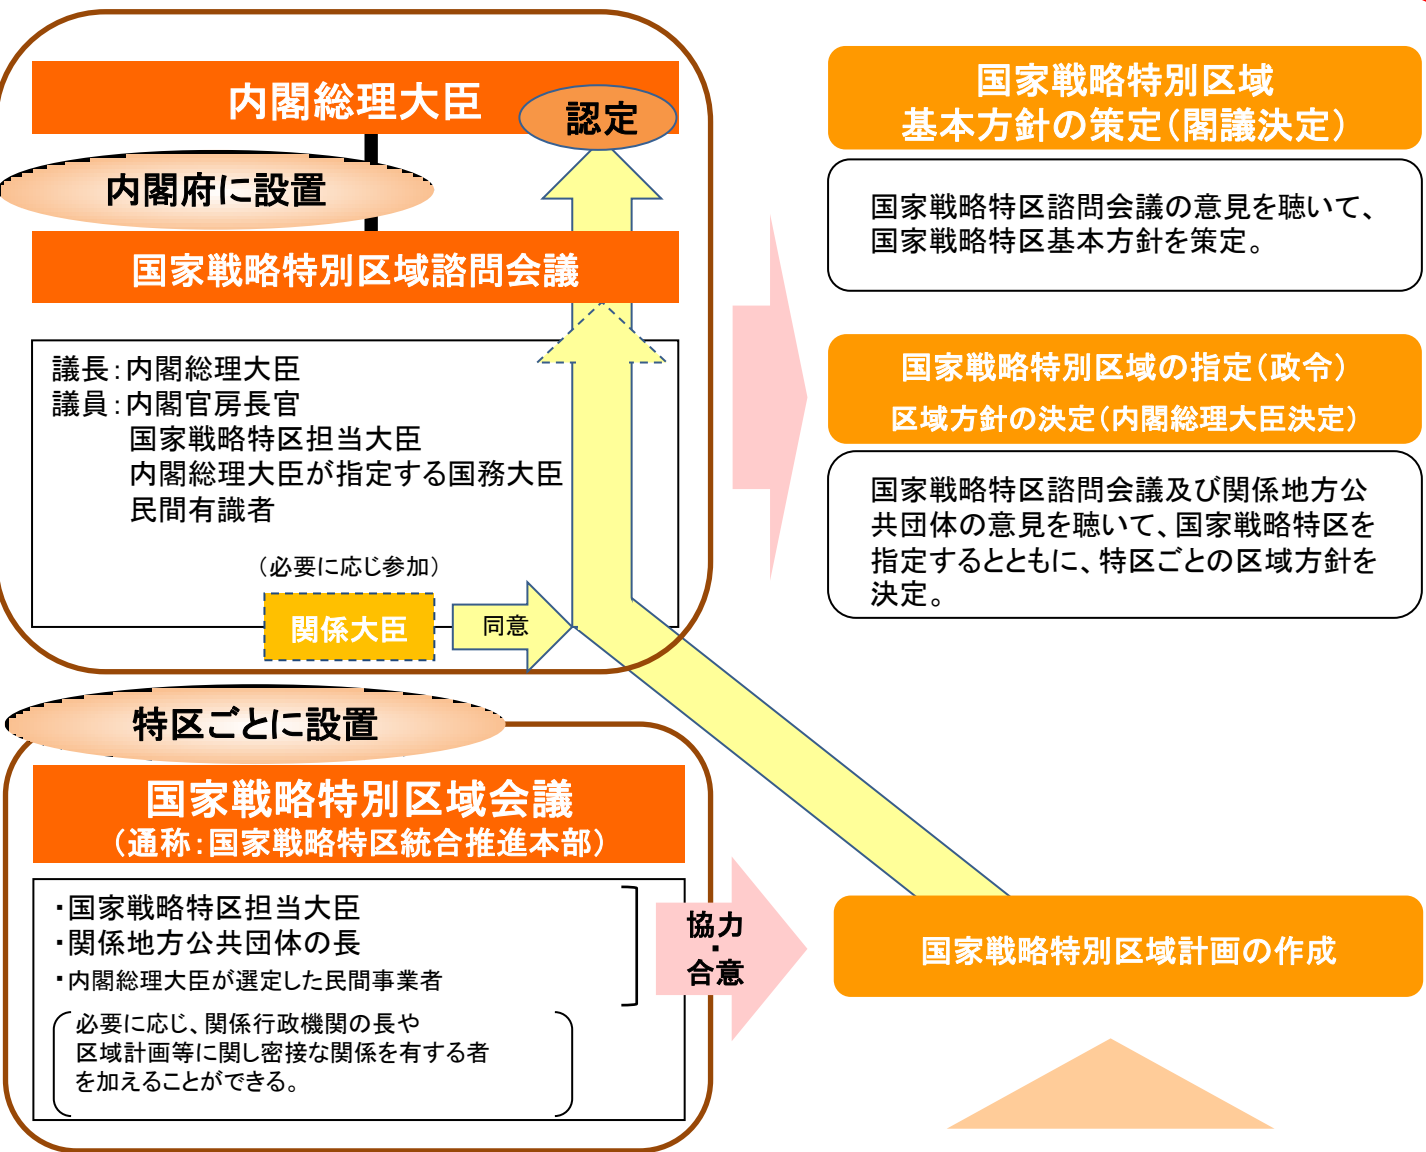 内閣総理大臣
認定
内閣府に設置
国家戦略特別区域諮問会議
議長：内閣総理大臣
議員：内閣官房長官
国家戦略特区担当大臣
内閣総理大臣が指定する国務大臣
民間有識者
（必要に応じ参加）
関係大臣
同意
特区ごとに設置
国家戦略特別区域会議
（通称：国家戦略特区統合推進本部）
・国家戦略特区担当大臣
・関係地方公共団体の長
・内閣総理大臣が選定した民間事業者
必要に応じ、関係行政機関の長や
区域計画等に関し密接な関係を有する者
を加えることができる。
協力
・
合意
国家戦略特別区域
基本方針の策定（閣議決定）
国家戦略特区諮問会議の意見を聴いて、
国家戦略特区基本方針を策定。
国家戦略特別区域の指定（政令）
区域方針の決定（内閣総理大臣決定）
国家戦略特区諮問会議及び関係地方公
共団体の意見を聴いて、国家戦略特区を
指定するとともに、特区ごとの区域方針を
決定。
国家戦略特別区域計画の作成